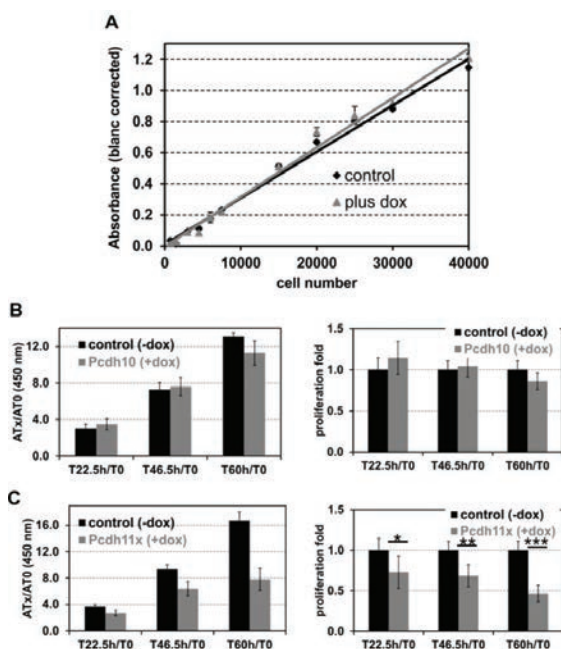 A
Absorbance (blanc corrected)
1.2
1.0
0.8
0.6
0.4
0.2
0.0
control
plus dox
0 10000 20000 30000 40000
cell number
B
ATx/AT0 (450 nm)
12.0
8.0
4.0
0.0
control (-dox)
Pcdh10 (+dox)
T22.5h/T0 T46.5h/T0 T60h/T0
proliferation fold
1.5
1.0
0.5
0.0
control (-dox)
Pcdh10 (+dox)
T22.5h/T0 T46.5h/T0 T60h/T0
C
ATx/AT0 (450 nm)
16.0
12.0
8.0
4.0
0.0
control (-dox)
Pcdh11x (+dox)
T22.5h/T0 T46.5h/T0 T60h/T0
proliferation fold
1.5
1.0
0.5
0.0
control (-dox)
Pcdh11x (+dox)
* ** ***
T22.5h/T0 T46.5h/T0 T60h/T0